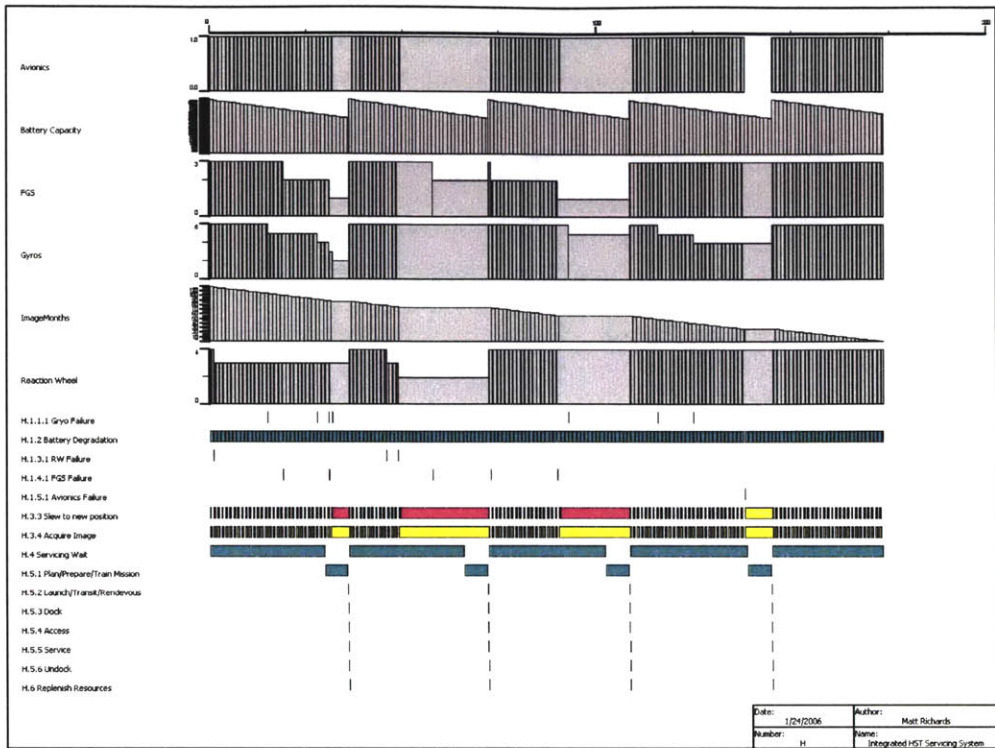 0 100 200
Avionics
1.0
0.0
Battery Capacity
FGS
3
0
Gyros
6
ImageMonths
Reaction Wheel
0
H.1.1.1 Gryo Failure
H.1.2 Battery Degradation
H.1.3.1 RW Failure
H.1.4.1 FGS Failure
H.1.5.1 Avionics Failure
H.3.3 Slew to new position
H.3.4 Acquire Image
H.4 Servicing Wait
H.5.1 Plan/Prepare/Train Mission
H.5.2 Launch/Transit/Rendevous
H.5.3 Dock
H.5.4 Access
H.5.5 Service
H.5.6 Undock
H.6 Replenish Resources
Date: Author:
1/24/2006 Matt Richards
Number: Name:
H Integrated HST Servicing System